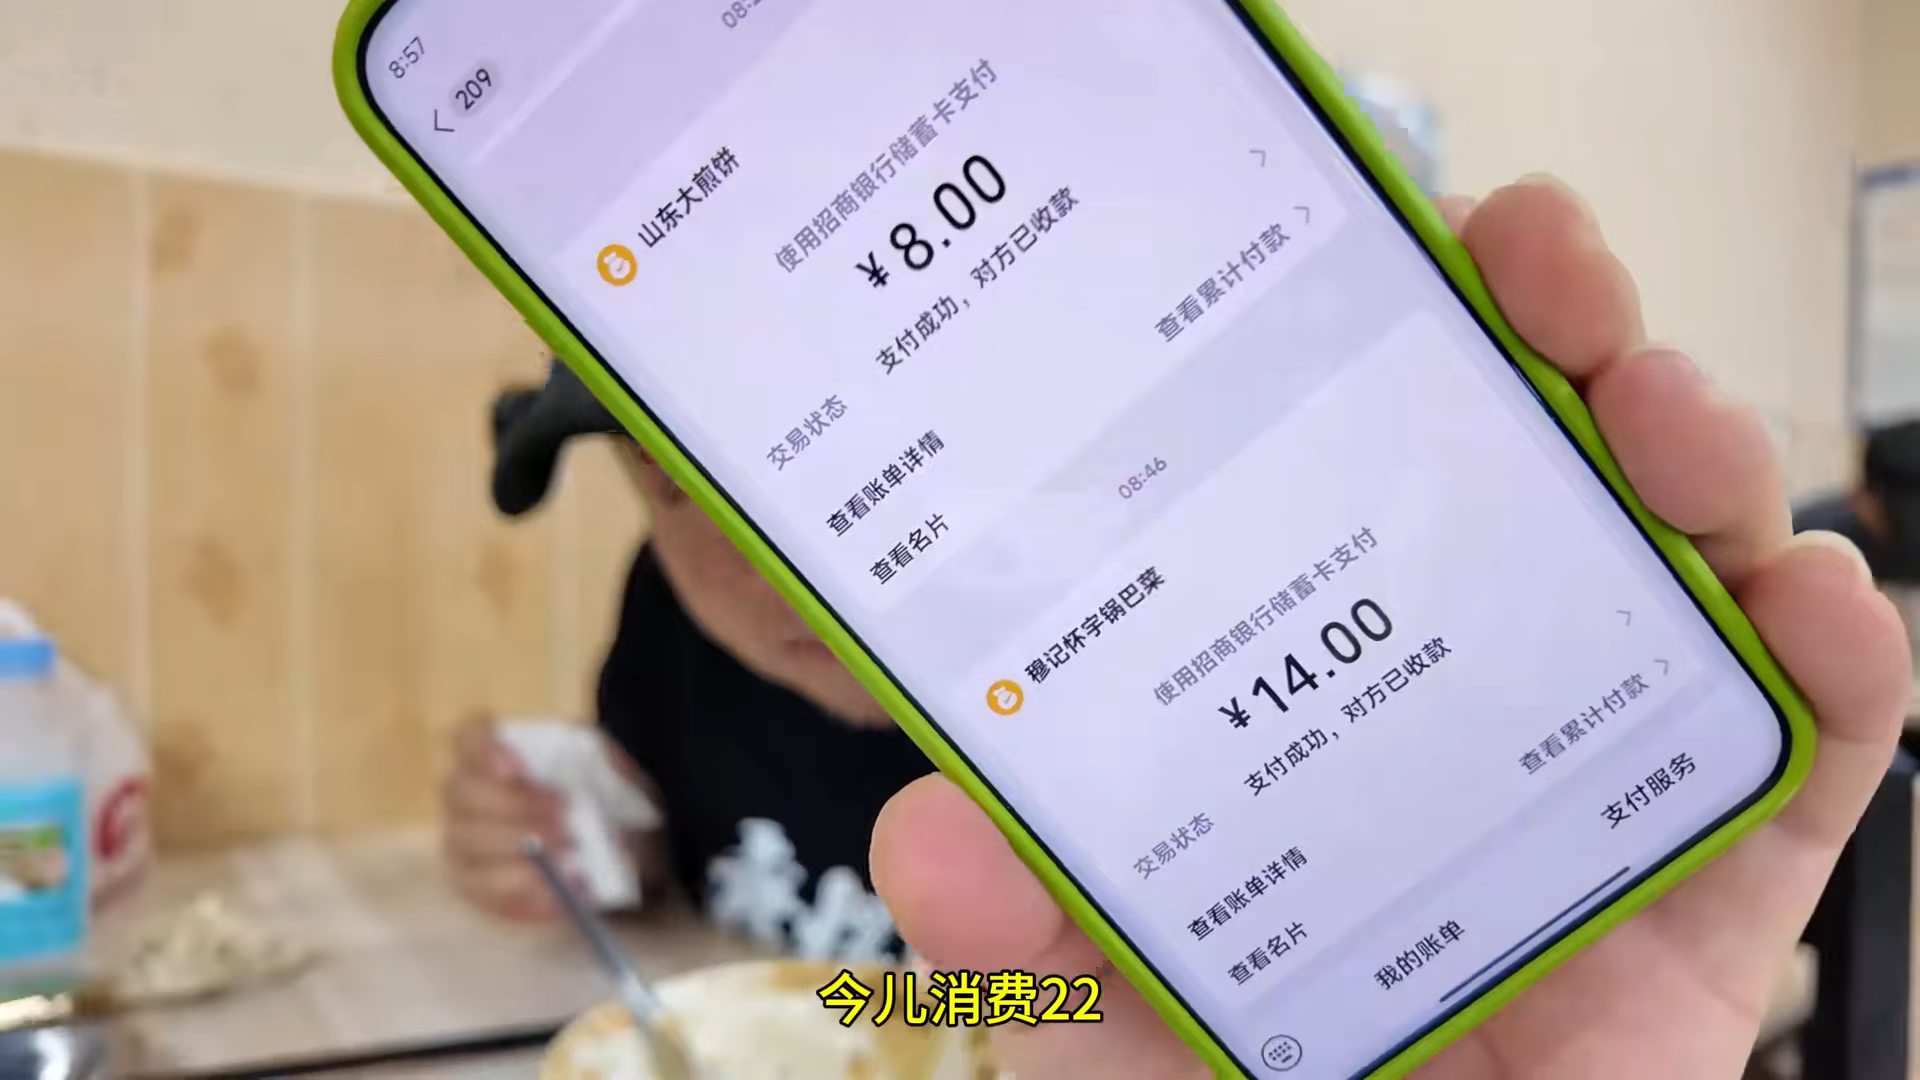 8:57
209
山东大煎饼
使用招商银行储蓄卡支付
¥8.00
支付成功，对方已收款
查看累计付款
交易状态
查看账单详情
查看名片
08:46
穆记怀宇锅巴菜
使用招商银行储蓄卡支付
¥14.00
支付成功，对方已收款
查看累计付款
交易状态
查看账单详情
查看名片
我的账单
支付服务
今儿消费22